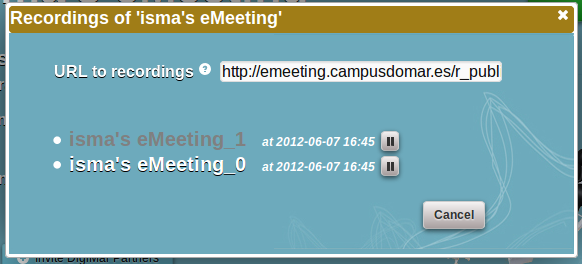 Recordings of 'isma's eMeeting'
URL to recordings ? http://emeeting.campusdomar.es/r_publ
isma's eMeeting_1 at 2012-06-07 16:45
isma's eMeeting_0 at 2012-06-07 16:45
Cancel
Invite DigiMar Partners